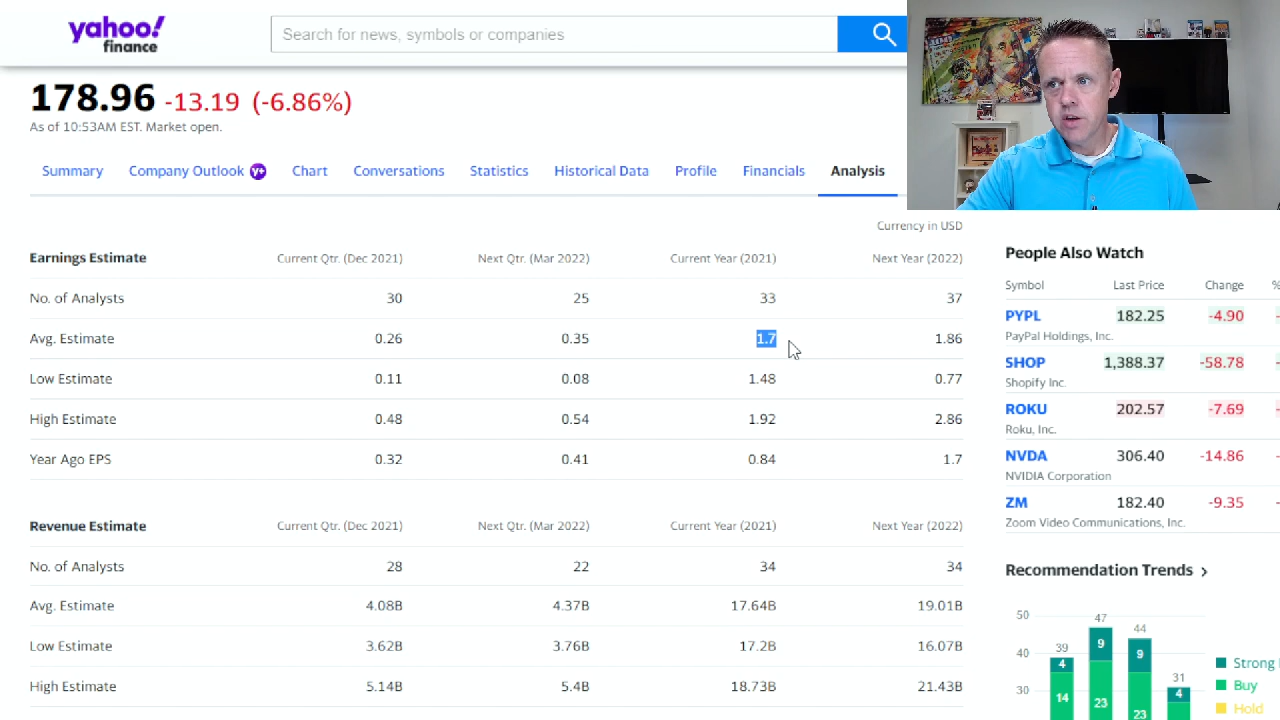 yahoo!
finance
Search for news, symbols or companies
178.96 -13.19 (-6.86%)
As of 10:53AM EST. Market open.
Summary Company Outlook Y+ Chart Conversations Statistics Historical Data Profile Financials Analysis
Currency in USD
Earnings Estimate Current Qtr. (Dec 2021) Next Qtr. (Mar 2022) Current Year (2021) Next Year (2022)
No. of Analysts 30 25 33 37
Avg. Estimate 0.26 0.35 1.7 1.86
Low Estimate 0.11 0.08 1.48 0.77
High Estimate 0.48 0.54 1.92 2.86
Year Ago EPS 0.32 0.41 0.84 1.7
Revenue Estimate Current Qtr. (Dec 2021) Next Qtr. (Mar 2022) Current Year (2021) Next Year (2022)
No. of Analysts 28 22 34 34
Avg. Estimate 4.08B 4.37B 17.64B 19.01B
Low Estimate 3.62B 3.76B 17.2B 16.07B
High Estimate 5.14B 5.4B 18.73B 21.43B
People Also Watch
Symbol Last Price Change %
PYPL 182.25 -4.90 -
PayPal Holdings, Inc.
SHOP 1,388.37 -58.78 -
Shopify Inc.
ROKU 202.57 -7.69 -
Roku, Inc.
NVDA 306.40 -14.86 -
NVIDIA Corporation
ZM 182.40 -9.35 -
Zoom Video Communications, Inc.
Recommendation Trends >
50
40
30
39
4
14
47
9
23
44
9
23
31
4
Strong
Buy
Hold